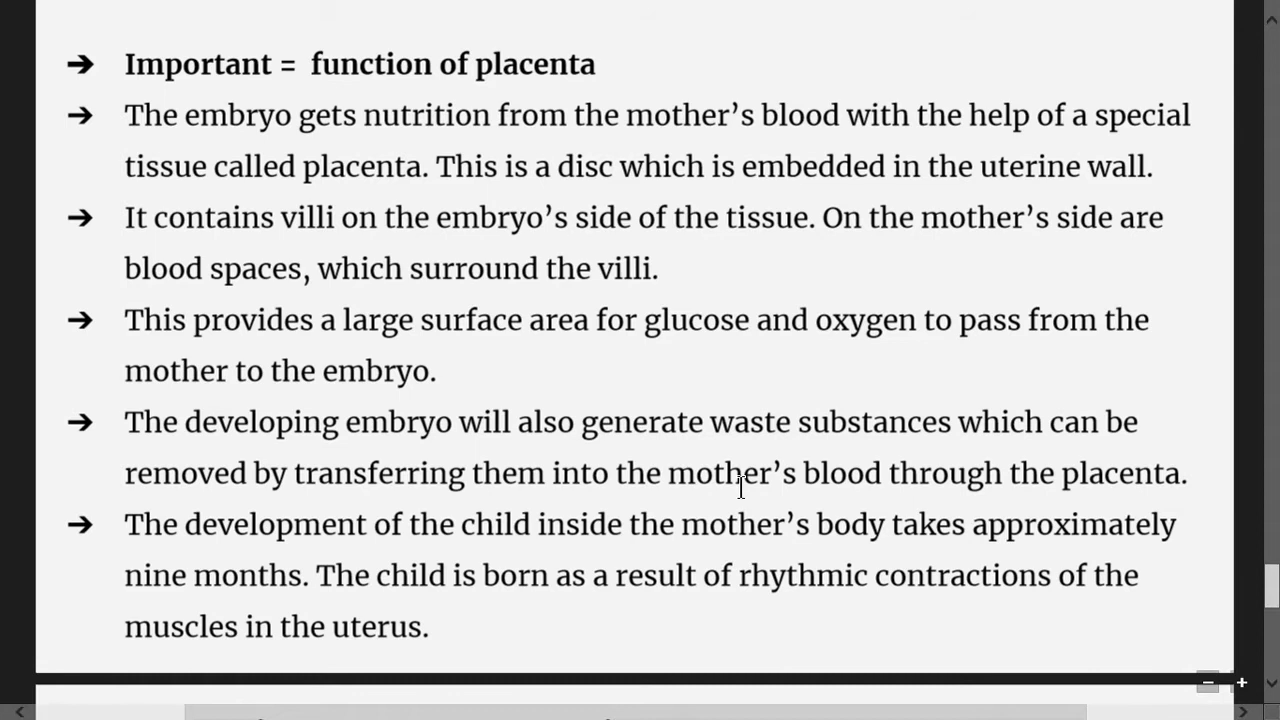 ➔ Important = function of placenta
➔ The embryo gets nutrition from the mother’s blood with the help of a special
tissue called placenta. This is a disc which is embedded in the uterine wall.
➔ It contains villi on the embryo’s side of the tissue. On the mother’s side are
blood spaces, which surround the villi.
➔ This provides a large surface area for glucose and oxygen to pass from the
mother to the embryo.
➔ The developing embryo will also generate waste substances which can be
removed by transferring them into the mother’s blood through the placenta.
➔ The development of the child inside the mother’s body takes approximately
nine months. The child is born as a result of rhythmic contractions of the
muscles in the uterus.